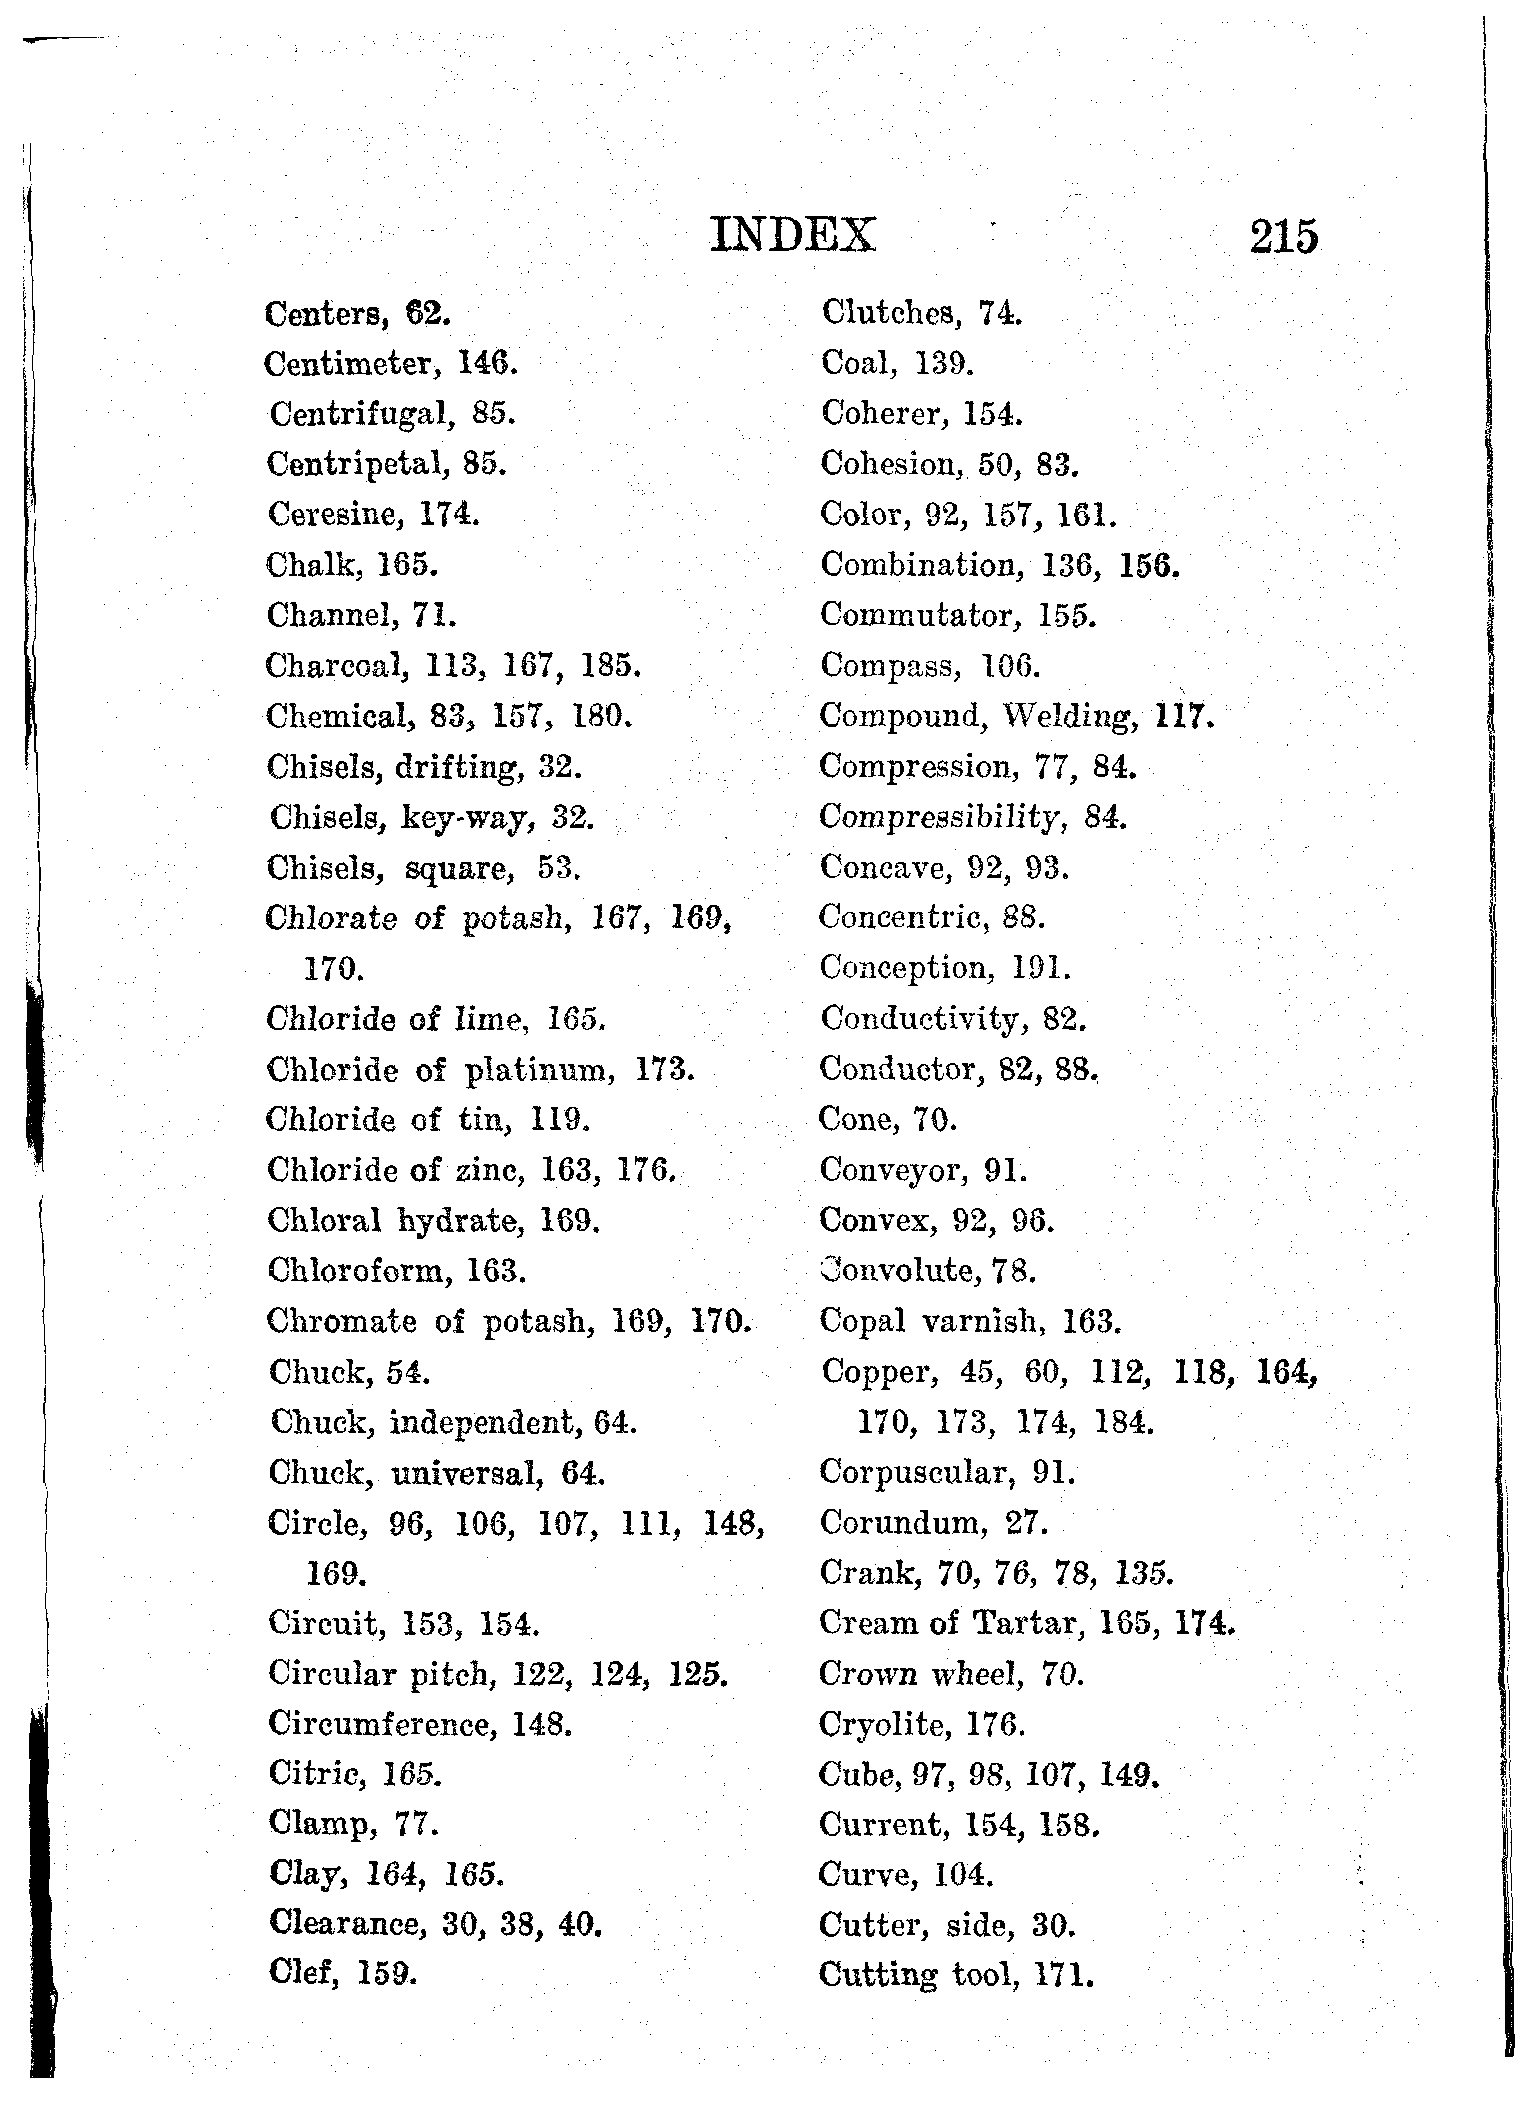 INDEX 215
Centers, 62.
Centimeter, 146.
Centrifugal, 85.
Centripetal, 85.
Ceresine, 174.
Chalk, 165.
Channel, 71.
Charcoal, 113, 167, 185.
Chemical, 83, 157, 180.
Chisels, drifting, 32.
Chisels, key-way, 32.
Chisels, square, 53.
Chlorate of potash, 167, 169,
170.
Chloride of lime, 165.
Chloride of platinum, 173.
Chloride of tin, 119.
Chloride of zinc, 163, 176.
Chloral hydrate, 169.
Chloroform, 163.
Chromate of potash, 169, 170.
Chuck, 54.
Chuck, independent, 64.
Chuck, universal, 64.
Circle, 96, 106, 107, 111, 148,
169.
Circuit, 153, 154.
Circular pitch, 122, 124, 125.
Circumference, 148.
Citric, 165.
Clamp, 77.
Clay, 164, 165.
Clearance, 30, 38, 40.
Clef, 159.
Clutches, 74.
Coal, 139.
Coherer, 154.
Cohesion, 50, 83.
Color, 92, 157, 161.
Combination, 136, 156.
Commutator, 155.
Compass, 106.
Compound, Welding, 117.
Compression, 77, 84.
Compressibility, 84.
Concave, 92, 93.
Concentric, 88.
Conception, 191.
Conductivity, 82.
Conductor, 82, 88.
Cone, 70.
Conveyor, 91.
Convex, 92, 96.
Convolute, 78.
Copal varnish, 163.
Copper, 45, 60, 112, 118, 164,
170, 173, 174, 184.
Corpuscular, 91.
Corundum, 27.
Crank, 70, 76, 78, 135.
Cream of Tartar, 165, 174.
Crown wheel, 70.
Cryolite, 176.
Cube, 97, 98, 107, 149.
Current, 154, 158.
Curve, 104.
Cutter, side, 30.
Cutting tool, 171.